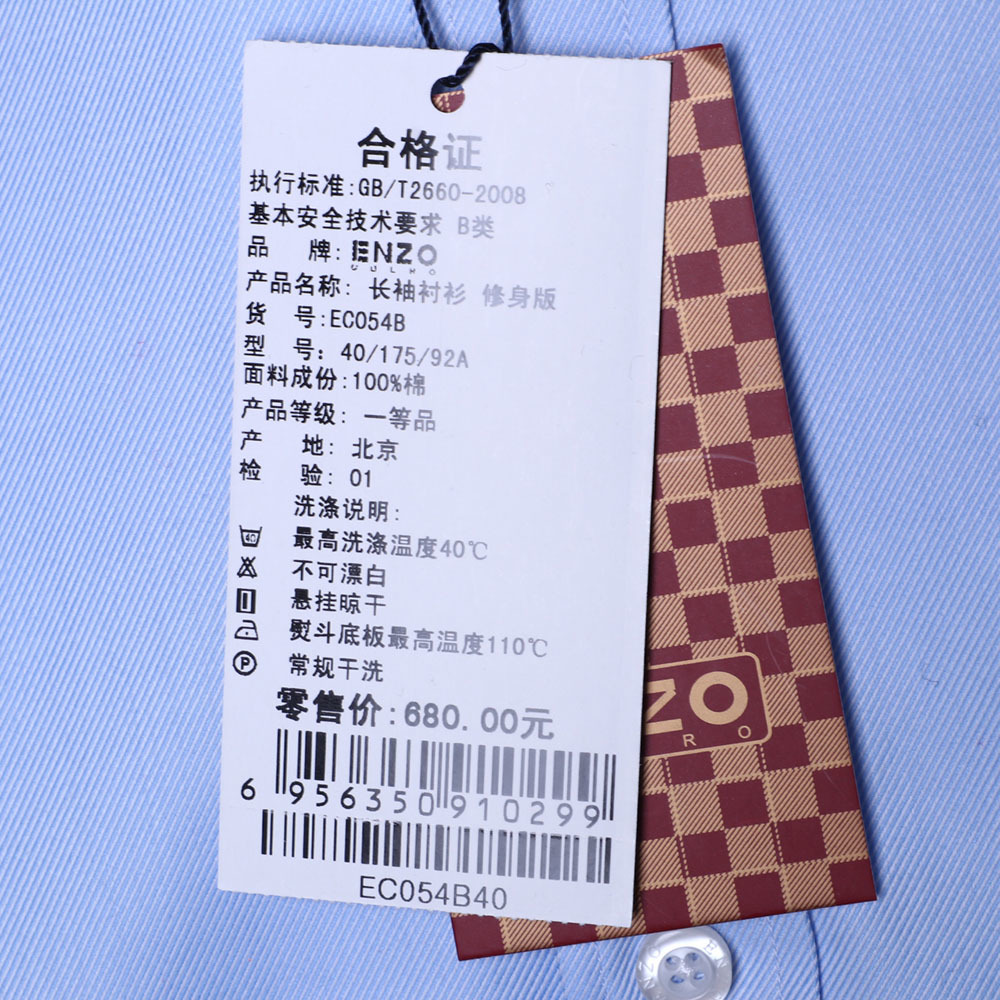 合格证
执行标准:GB/T2660-2008
基本安全技术要求 B类
品 牌: ENZO
产品名称: 长袖衬衫 修身版
货 号:EC054B
型 号: 40/175/92A
面料成份:100%棉
产品等级: 一等品
产 地: 北京
检 验: 01
洗涤说明:
40 最高洗涤温度40℃
不可漂白
悬挂晾干
熨斗底板最高温度110℃
P 常规干洗
零售价:680.00元
6 956350 910299
EC054B40
ZO
RO